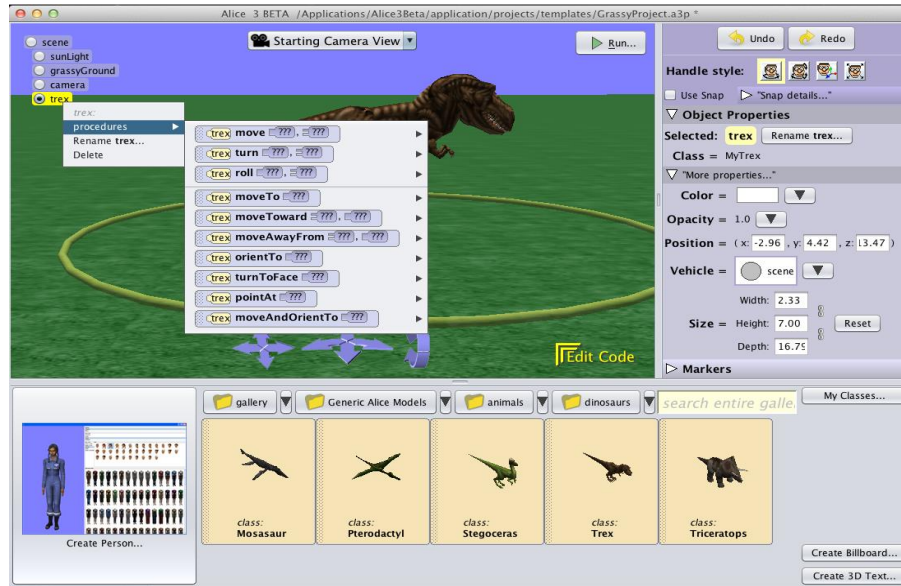 Alice 3 BETA /Applications/Alice3Beta/application/projects/templates/GrassyProject.a3p *
scene
sunLight
grassyGround
camera
trex
Starting Camera View
Run...
trex:
procedures
Rename trex...
Delete
trex move ???, ???
trex turn ???, ???
trex roll ???, ???
trex moveTo ???
trex moveToward ???, ???
trex moveAwayFrom ???, ???
trex orientTo ???
trex turnToFace ???
trex pointAt ???
trex moveAndOrientTo ???
Edit Code
Undo Redo
Handle style:
Use Snap "Snap details..."
Object Properties
Selected: trex Rename trex...
Class = MyTrex
"More properties..."
Color =
Opacity = 1.0
Position = ( x: -2.96 , y: 4.42 , z: 13.47 )
Vehicle = scene
Width: 2.33
Size = Height: 7.00 Reset
Depth: 16.79
Markers
Create Person...
gallery Generic Alice Models animals dinosaurs search entire galle
class:
Mosasaur
class:
Pterodactyl
class:
Stegoceras
class:
Trex
class:
Triceratops
My Classes...
Create Billboard...
Create 3D Text...